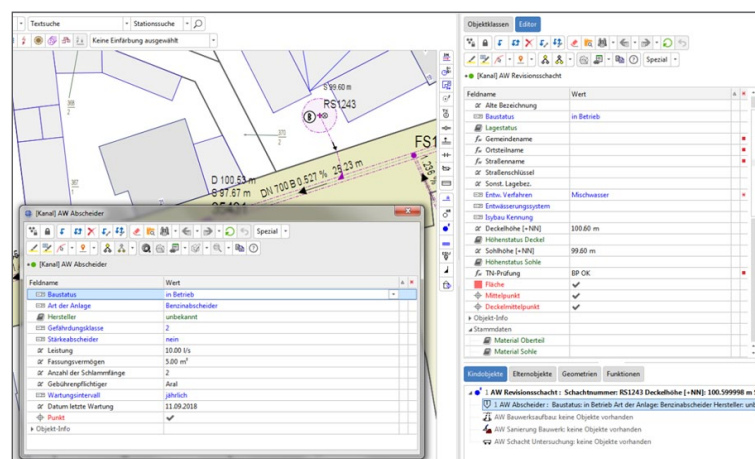 Textsuche
Stationssuche
Keine Einfärbung ausgewählt
S 99.60 m
RS1243
FS1
D 100.53 m
S 97.67 m
DN 700 B 0.527 %
25.23 m
[Kanal] AW Abscheider
Spezial
[Kanal] AW Abscheider
Feldname Wert
Baustatus in Betrieb
Art der Anlage Benzinabscheider
Hersteller unbekannt
Gefährdungsklasse 2
Stärkeabscheider nein
Leistung 10.00 l/s
Fassungsvermögen 5.00 m³
Anzahl der Schlammfänge 2
Gebührenpflichtiger Aral
Wartungsintervall jährlich
Datum letzte Wartung 11.09.2018
Punkt
Objekt-Info
Objektklassen Editor
Spezial
[Kanal] AW Revisionsschacht
Feldname Wert
Alte Bezeichnung
Baustatus in Betrieb
Lagestatus
Gemeindename
Ortsteilname
Straßenname
Straßenschlüssel
Sonst. Lagebez.
Entw. Verfahren Mischwasser
Entwässerungssystem
Isybau Kennung
Deckelhöhe [+NN] 100.60 m
Höhenstatus Deckel
Sohlhöhe [+NN] 99.60 m
Höhenstatus Sohle
TN-Prüfung BP OK
Fläche
Mittelpunkt
Deckelmittelpunkt
Objekt-Info
Stammdaten
Material Oberteil
Material Sohle
Kindobjekte Elternobjekte Geometrien Funktionen
1 AW Revisionsschacht : Schachtnummer: RS1243 Deckelhöhe [+NN]: 100.599998 m
1 AW Abscheider : Baustatus: in Betrieb Art der Anlage: Benzinabscheider Hersteller:
AW Bauwerksaufbau: keine Objekte vorhanden
AW Sanierung Bauwerk: keine Objekte vorhanden
AW Schacht Untersuchung: keine Objekte vorhanden